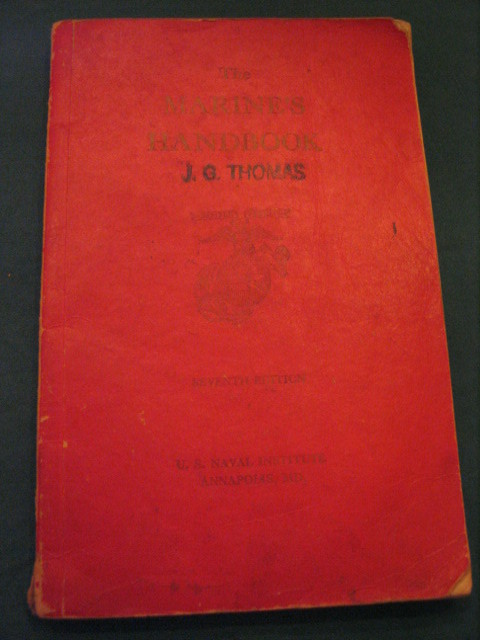 The
MARINE'S
HANDBOOK
J. G. THOMAS
SEVENTH EDITION
U. S. NAVAL INSTITUTE
ANNAPOLIS, MD.